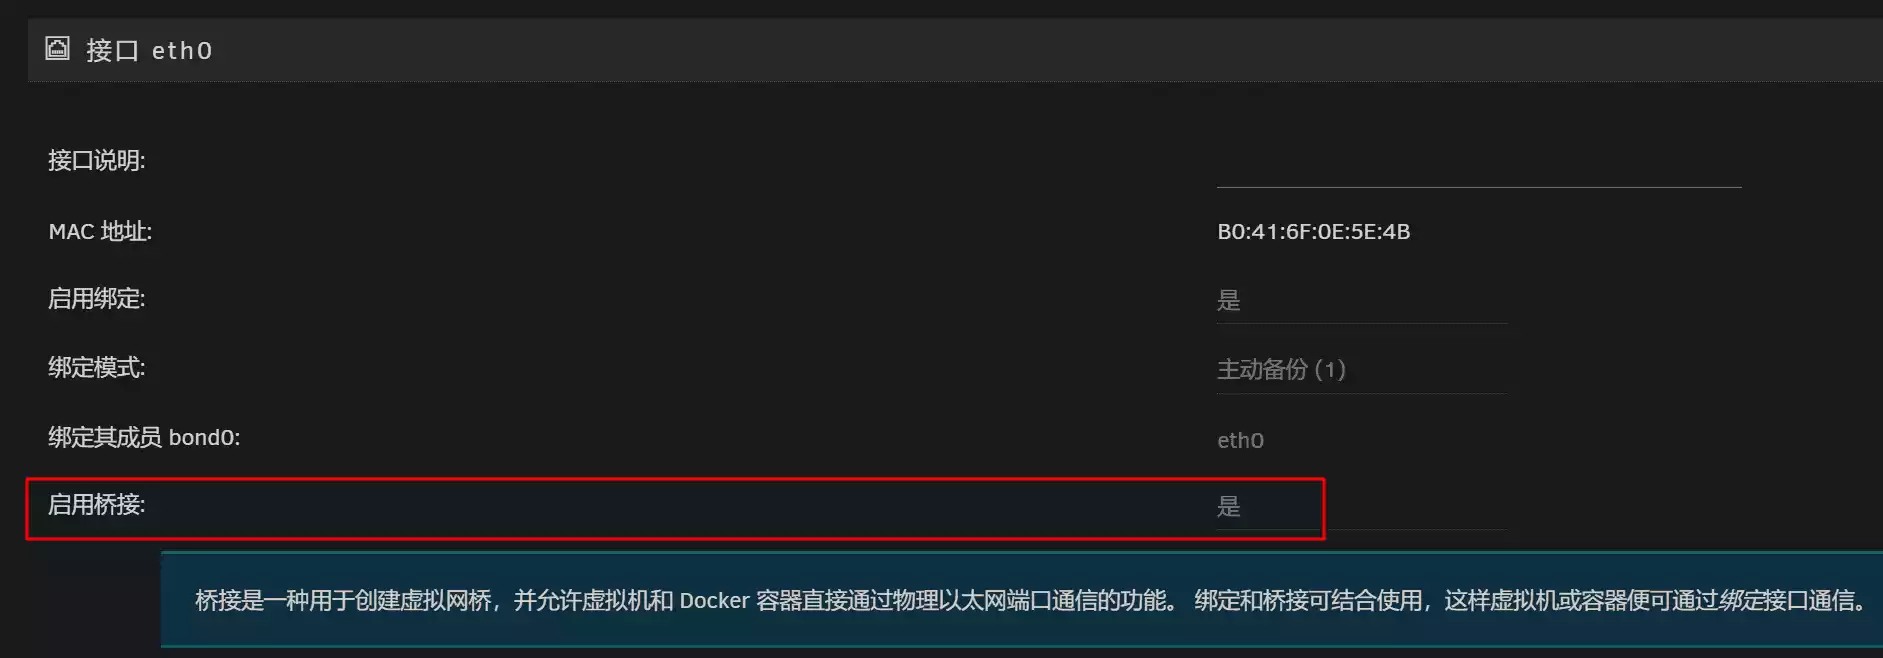 接口 eth0
接口说明:
MAC 地址: B0:41:6F:0E:5E:4B
启用绑定: 是
绑定模式: 主动备份 (1)
绑定其成员 bond0: eth0
启用桥接: 是
桥接是一种用于创建虚拟网桥，并允许虚拟机和 Docker 容器直接通过物理以太网端口通信的功能。 绑定和桥接可结合使用，这样虚拟机或容器便可通过绑定接口通信。